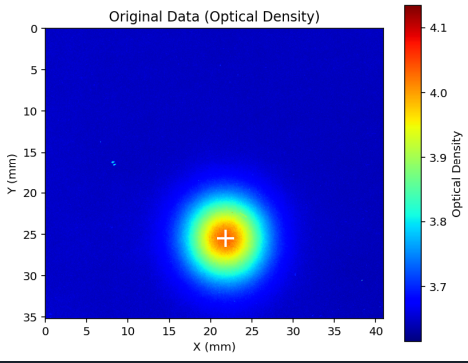 Original Data (Optical Density)
0
5
10
15
20
25
30
35
Y (mm)
0 5 10 15 20 25 30 35 40
X (mm)
4.1
4.0
3.9
3.8
3.7
Optical Density